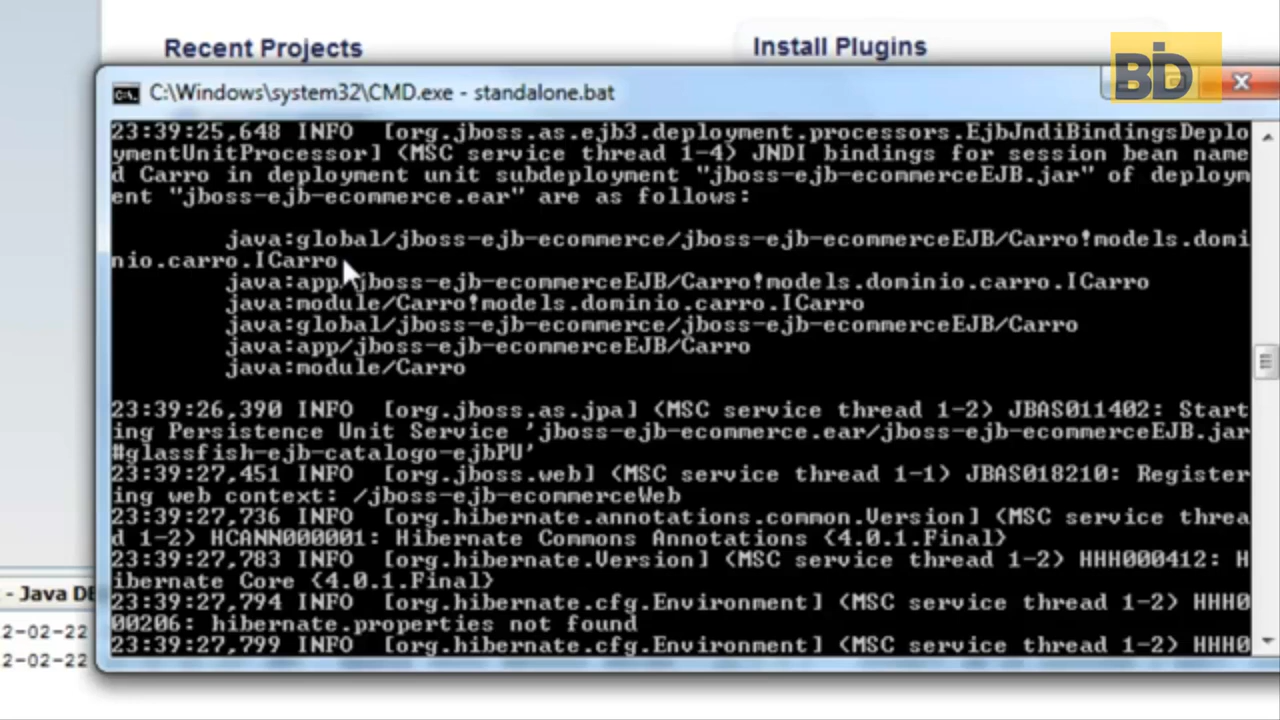 Recent Projects
Install Plugins
BD
C:\Windows\system32\CMD.exe - standalone.bat
23:39:25,648 INFO  [org.jboss.as.ejb3.deployment.processors.EjbJndiBindingsDeplo
ymentUnitProcessor] (MSC service thread 1-4) JNDI bindings for session bean name
d Carro in deployment unit subdeployment "jboss-ejb-ecommerceEJB.jar" of deploym
ent "jboss-ejb-ecommerce.ear" are as follows:
java:global/jboss-ejb-ecommerce/jboss-ejb-ecommerceEJB/Carro!models.domi
nio.carro.ICarro
java:app/jboss-ejb-ecommerceEJB/Carro!models.dominio.carro.ICarro
java:module/Carro!models.dominio.carro.ICarro
java:global/jboss-ejb-ecommerce/jboss-ejb-ecommerceEJB/Carro
java:app/jboss-ejb-ecommerceEJB/Carro
java:module/Carro
23:39:26,390 INFO  [org.jboss.as.jpa] (MSC service thread 1-2) JBAS011402: Start
ing Persistence Unit Service 'jboss-ejb-ecommerce.ear/jboss-ejb-ecommerceEJB.jar
#glassfish-ejb-catalogo-ejbPU'
23:39:27,451 INFO  [org.jboss.web] (MSC service thread 1-1) JBAS018210: Register
ing web context: /jboss-ejb-ecommerceWeb
23:39:27,736 INFO  [org.hibernate.annotations.common.Version] (MSC service threa
d 1-2) HCANN000001: Hibernate Commons Annotations {4.0.1.Final}
23:39:27,783 INFO  [org.hibernate.Version] (MSC service thread 1-2) HHH000412: H
ibernate Core {4.0.1.Final}
23:39:27,794 INFO  [org.hibernate.cfg.Environment] (MSC service thread 1-2) HHH0
00206: hibernate.properties not found
23:39:27,799 INFO  [org.hibernate.cfg.Environment] (MSC service thread 1-2) HHH0
- Java DE
2-02-22
2-02-22